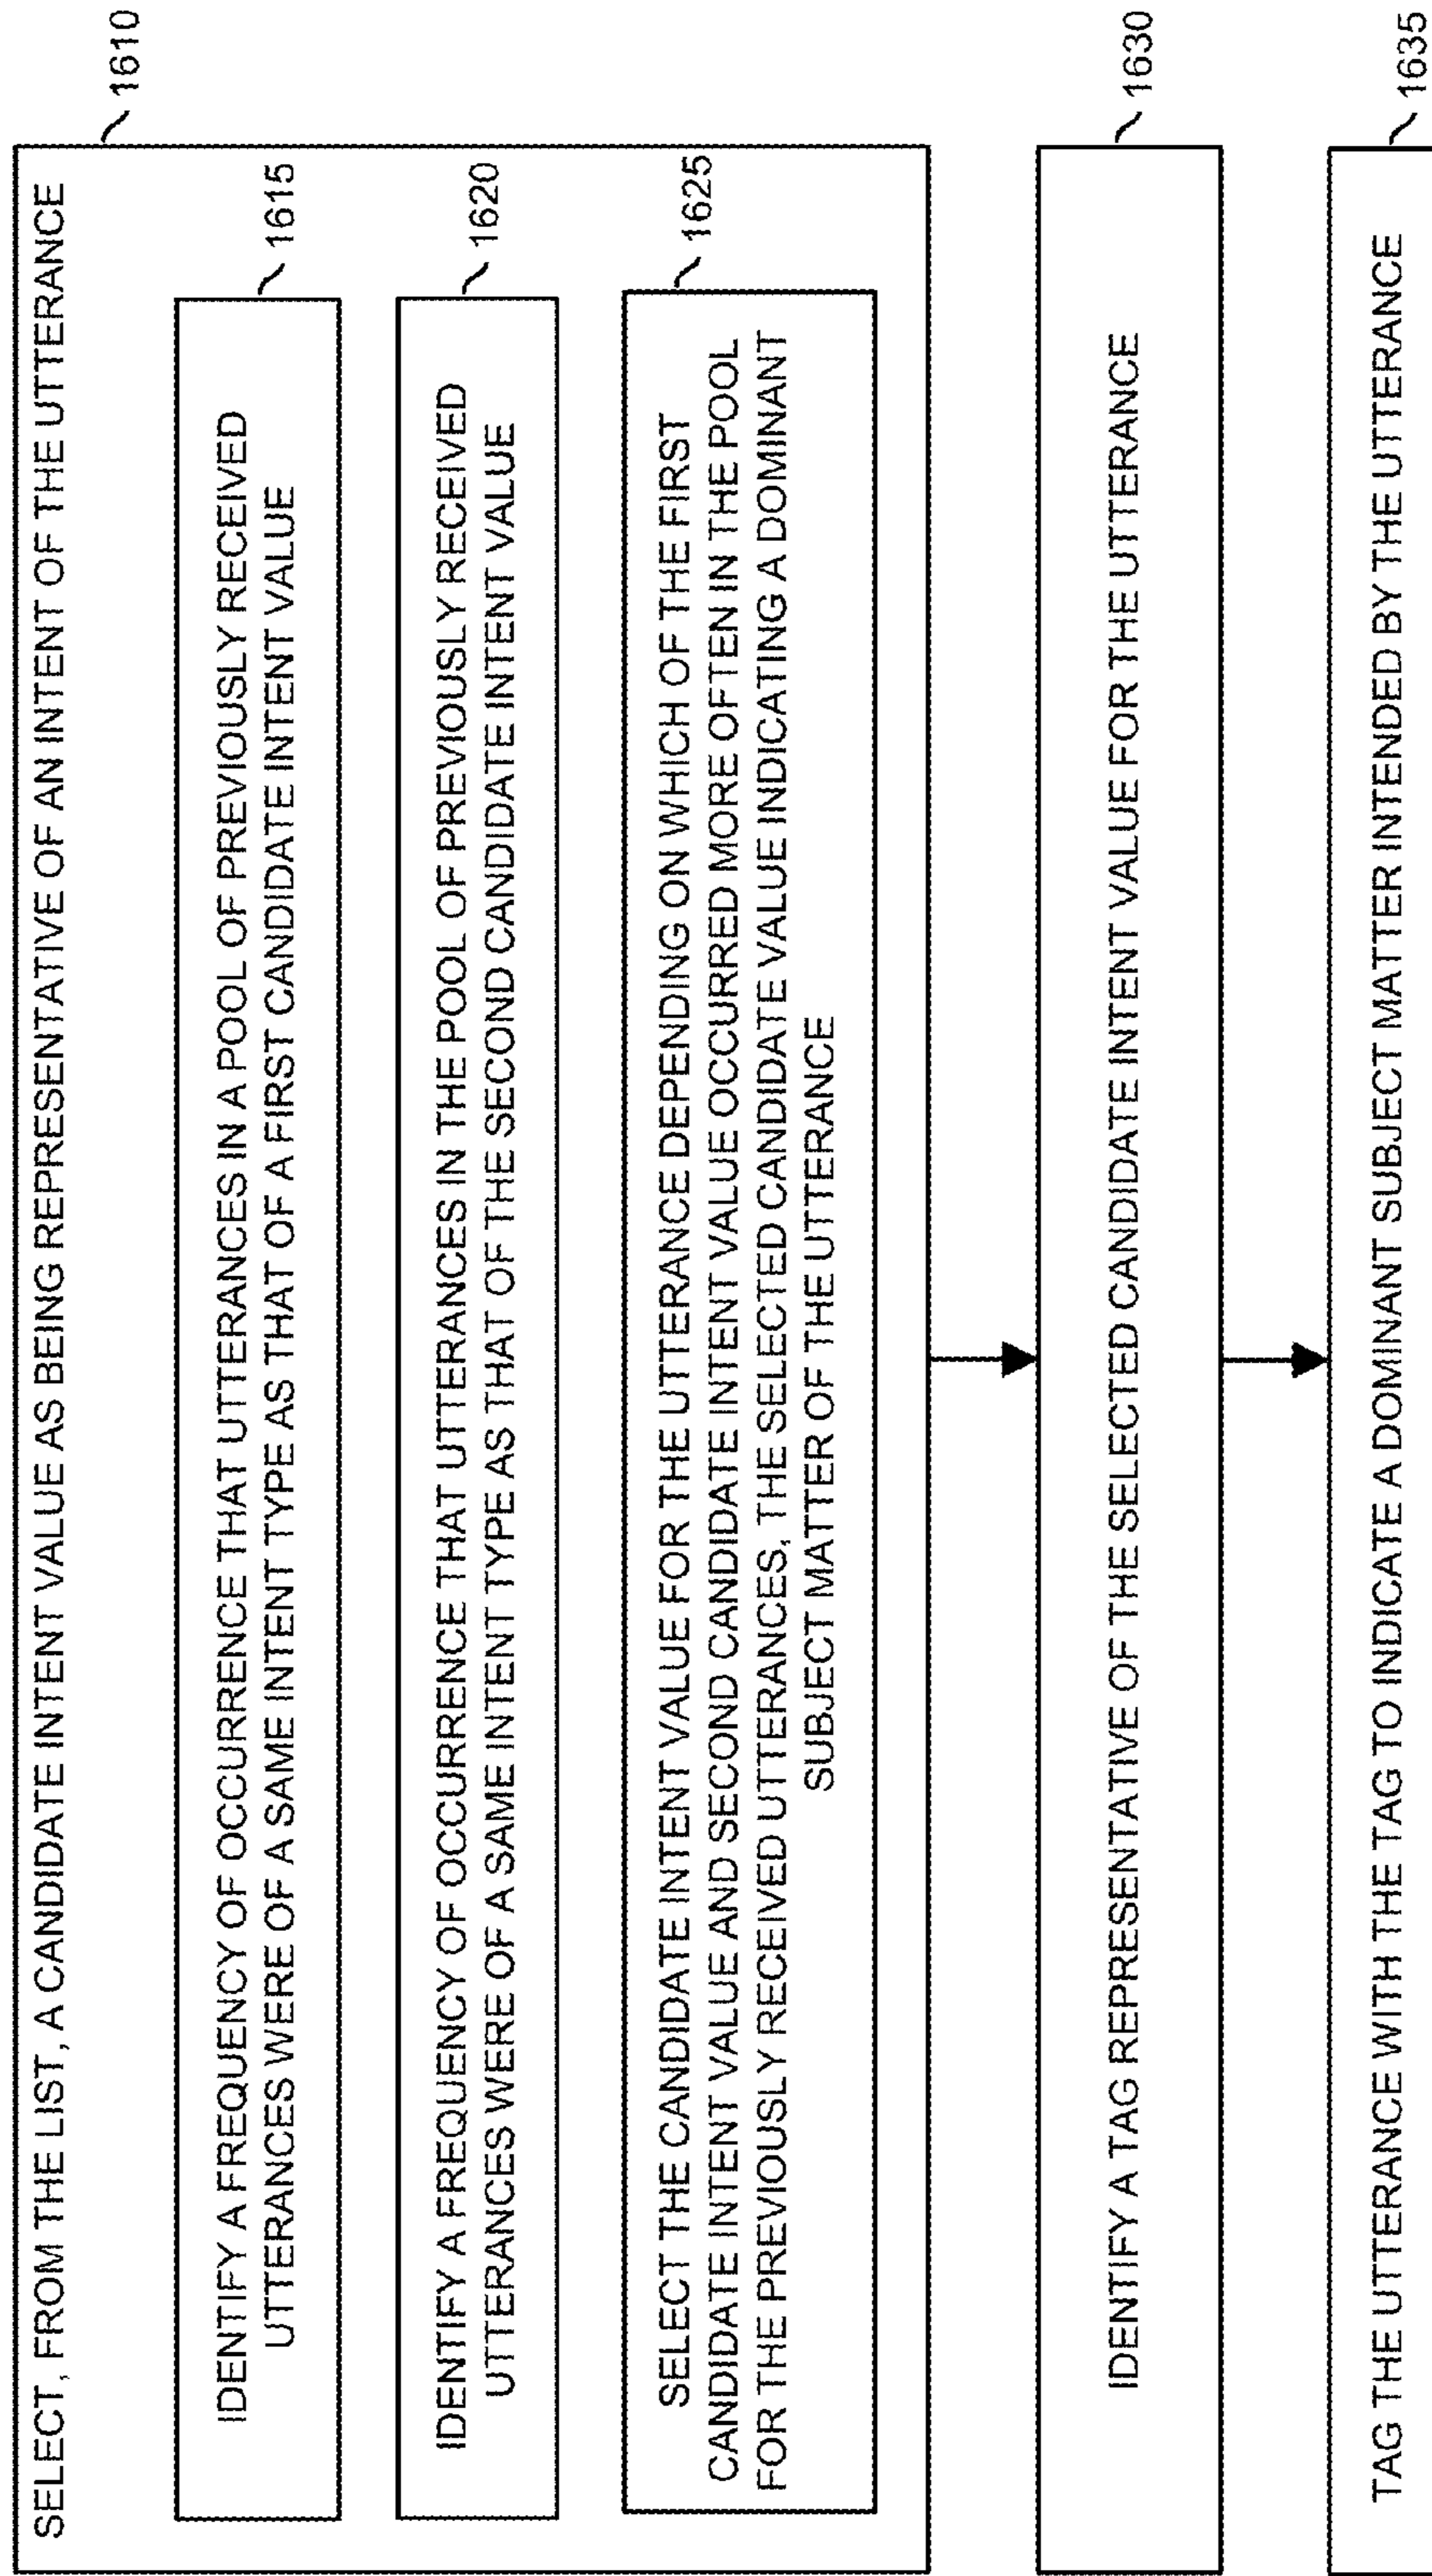 SELECT, FROM THE LIST, A CANDIDATE INTENT VALUE AS BEING REPRESENTATIVE OF AN INTENT OF THE UTTERANCE
1610
IDENTIFY A FREQUENCY OF OCCURRENCE THAT UTTERANCES IN A POOL OF PREVIOUSLY RECEIVED
UTTERANCES WERE OF A SAME INTENT TYPE AS THAT OF A FIRST CANDIDATE INTENT VALUE
1615
IDENTIFY A FREQUENCY OF OCCURRENCE THAT UTTERANCES IN THE POOL OF PREVIOUSLY RECEIVED
UTTERANCES WERE OF A SAME INTENT TYPE AS THAT OF THE SECOND CANDIDATE INTENT VALUE
1620
SELECT THE CANDIDATE INTENT VALUE FOR THE UTTERANCE DEPENDING ON WHICH OF THE FIRST
CANDIDATE INTENT VALUE AND SECOND CANDIDATE INTENT VALUE OCCURRED MORE OFTEN IN THE POOL
FOR THE PREVIOUSLY RECEIVED UTTERANCES, THE SELECTED CANDIDATE VALUE INDICATING A DOMINANT
SUBJECT MATTER OF THE UTTERANCE
1625
IDENTIFY A TAG REPRESENTATIVE OF THE SELECTED CANDIDATE INTENT VALUE FOR THE UTTERANCE
1630
TAG THE UTTERANCE WITH THE TAG TO INDICATE A DOMINANT SUBJECT MATTER INTENDED BY THE UTTERANCE
1635